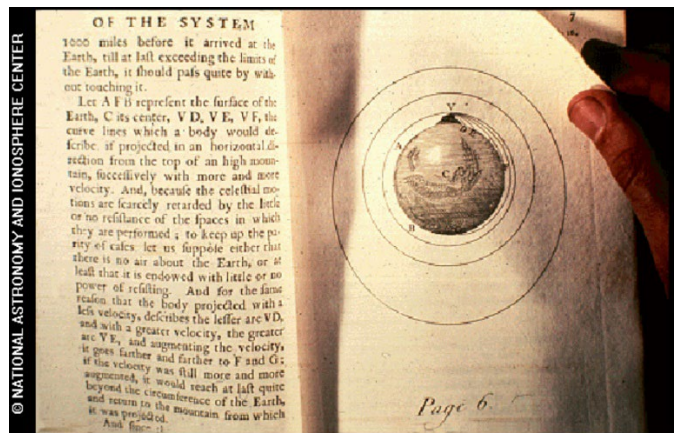 © NATIONAL ASTRONOMY AND IONOSPHERE CENTER
OF THE SYSTEM
1000 miles before it arrived at the
Earth, till at laſt exceeding the limits of
the Earth, it ſhould paſs quite by with-
out touching it.
Let A F B repreſent the ſurface of the
Earth, C its center, V D, V E, V F, the
curve lines which a body would de-
ſcribe, if projected in an horizontal di-
rection from the top of an high moun-
tain, ſucceſſively with more and more
velocity. And, becauſe the celeſtial mo-
tions are ſcarcely retarded by the little
or no reſiſtance of the ſpaces in which
they are performed; to keep up the pa-
rity of caſes, let us ſuppoſe either that
there is no air about the Earth, or at
leaſt that it is endowed with little or no
power of reſiſting. And for the ſame
reaſon that the body projected with a
leſs velocity, deſcribes the leſſer arc VD,
and with a greater velocity, the greater
arc VE, and augmenting the velocity,
it goes farther and farther to F and G;
if the velocity was ſtill more and more
augmented, it would reach at laſt quite
beyond the circumference of the Earth,
and return to the mountain from which
it was projected.
And
7
V
A
C
B
Page 6.